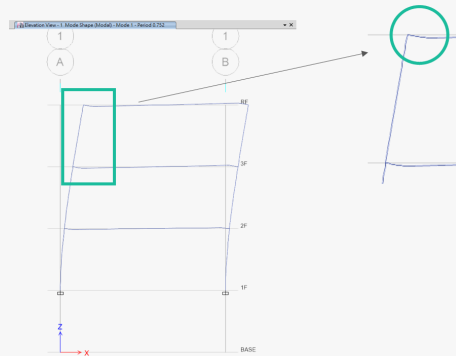 Elevation View - 1 Mode Shape (Modal) - Mode 1 - Period 0.752
1
1
A
B
RF
3F
2F
1F
Z
X
BASE